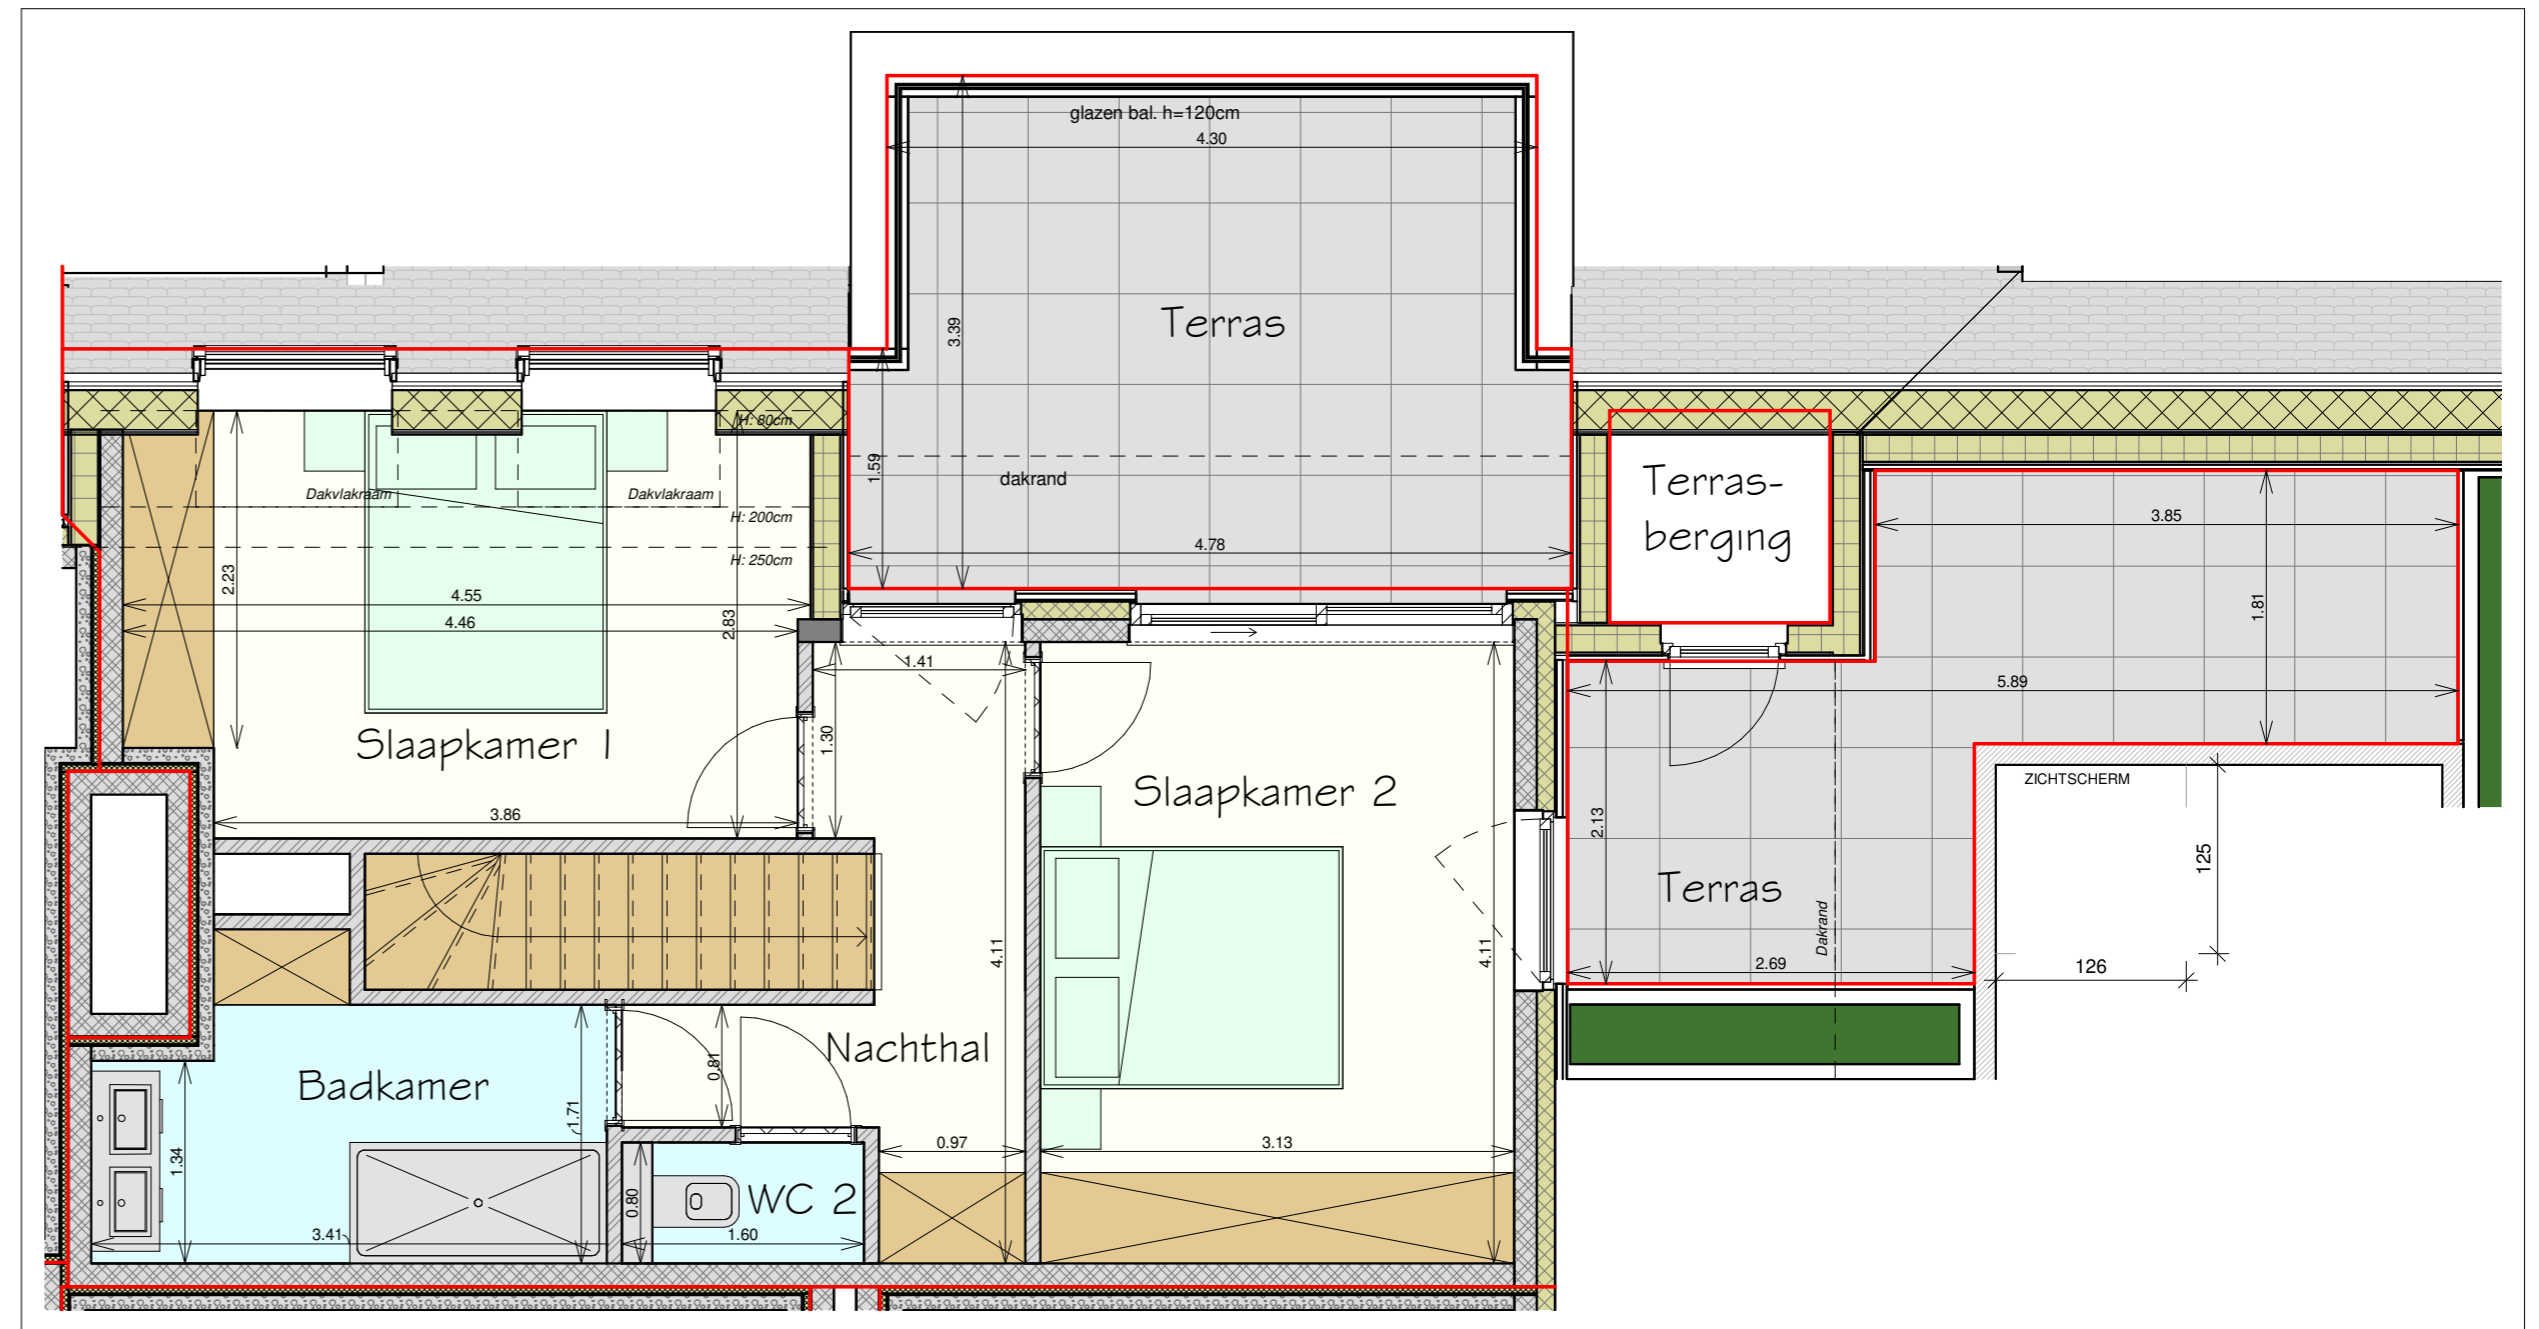 glazen bal. h=120cm
4.30
3.39
Terras
1.59
dakrand
4.78
H: 80cm
Dakvlakraam
Dakvlakraam
H: 200cm
H: 250cm
2.23
4.55
4.46
2.83
Slaapkamer 1
3.86
1.41
1.30
4.11
Slaapkamer 2
4.11
3.13
Terras-
berging
3.85
1.81
5.89
2.13
Terras
Dakrand
2.69
ZICHTSCHERM
125
126
Nachthal
0.81
0.97
Badkamer
1.71
1.34
3.41
WC 2
0.80
1.60